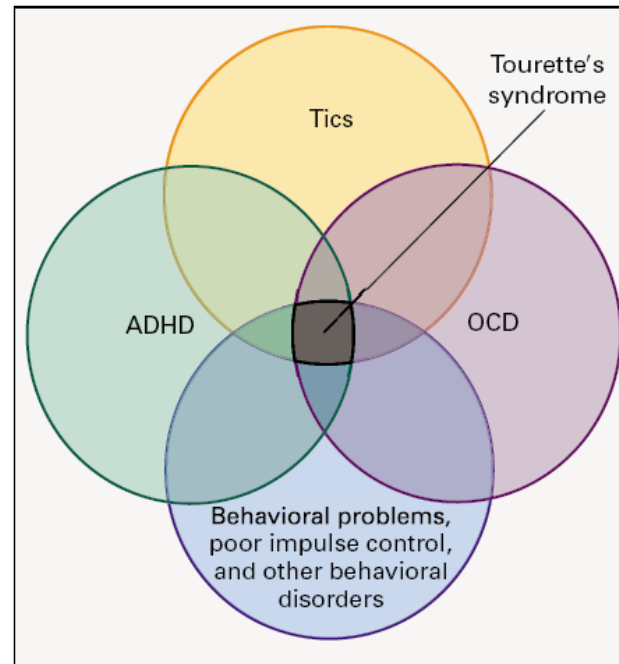 Tourette's
syndrome
Tics
ADHD
OCD
Behavioral problems,
poor impulse control,
and other behavioral
disorders